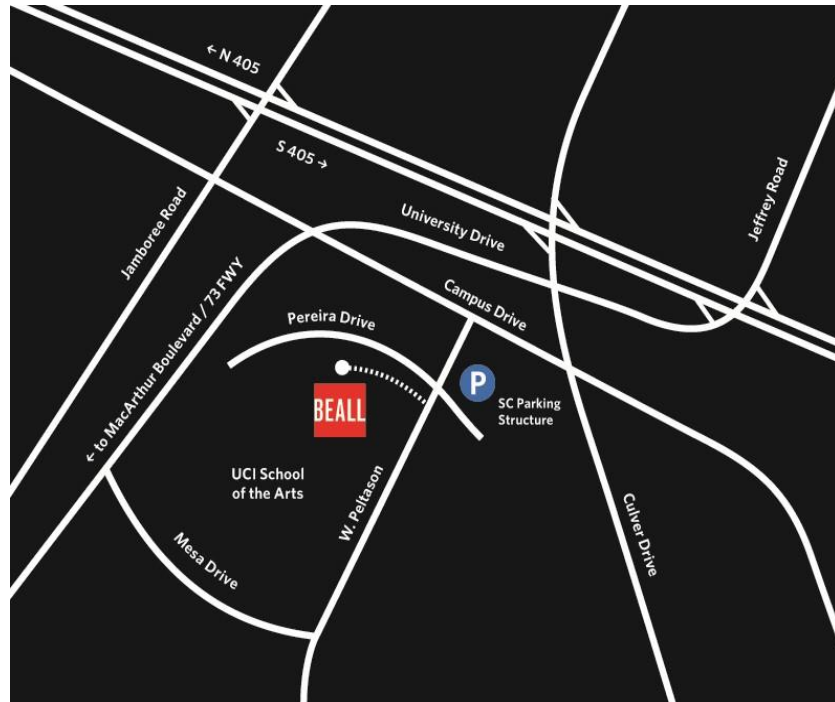 ← N 405
S 405 →
Jamboree Road
University Drive
Jeffrey Road
← to MacArthur Boulevard / 73 FWY
Pereira Drive
Campus Drive
P
SC Parking
Structure
BEALL
UCI School
of the Arts
W. Peltason
Mesa Drive
Culver Drive